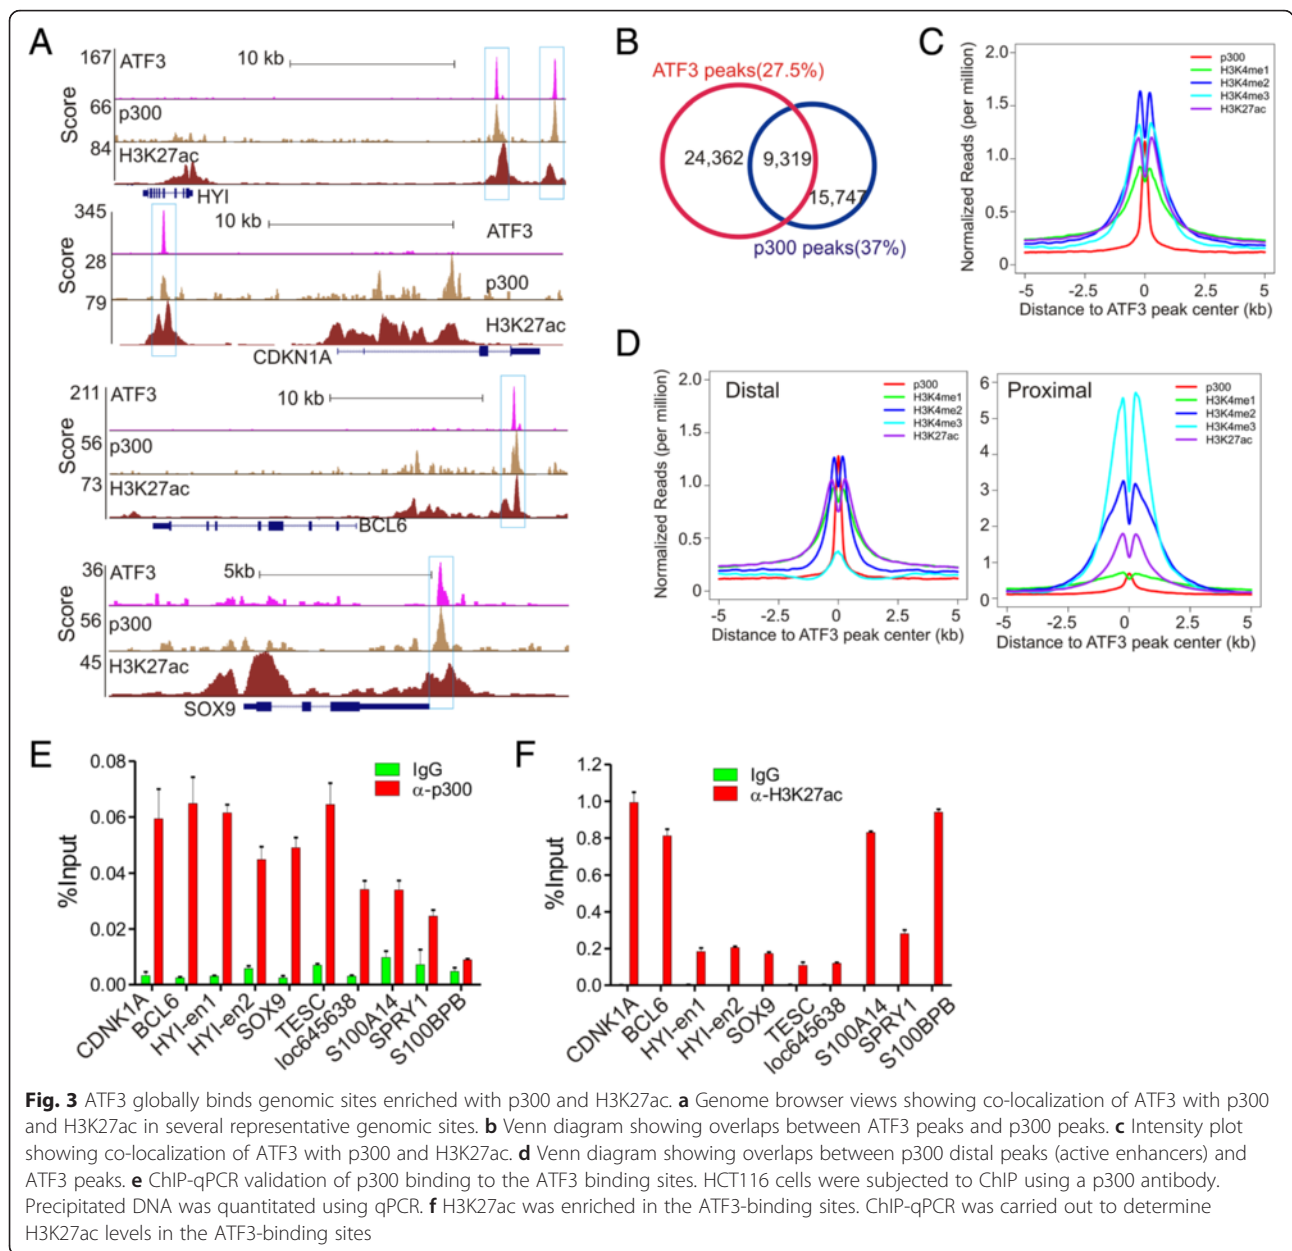 A
167
ATF3
10 kb
66
p300
84
H3K27ac
Score
HYI
345
10 kb
ATF3
28
p300
79
H3K27ac
Score
CDKN1A
211
ATF3
10 kb
56
p300
73
H3K27ac
Score
BCL6
36
ATF3
5kb
56
p300
45
H3K27ac
Score
SOX9
B
ATF3 peaks(27.5%)
24,362
9,319
15,747
p300 peaks(37%)
C
Normalized Reads (per million)
2.0
1.5
1.0
0.5
0
p300
H3K4me1
H3K4me2
H3K4me3
H3K27ac
-5 -2.5 0 2.5 5
Distance to ATF3 peak center (kb)
D
Normalized Reads (per million)
Distal
2.0
1.5
1.0
0.5
0
p300
H3K4me1
H3K4me2
H3K4me3
H3K27ac
-5 -2.5 0 2.5 5
Distance to ATF3 peak center (kb)
Proximal
6
5
4
3
2
1
0
p300
H3K4me1
H3K4me2
H3K4me3
H3K27ac
-5 -2.5 0 2.5 5
Distance to ATF3 peak center (kb)
E
%Input
0.08
0.06
0.04
0.02
0.00
IgG
α-p300
CDNK1A
BCL6
HYI-en1
HYI-en2
SOX9
TESC
loc645638
S100A14
SPRY1
S100BPB
F
%Input
1.2
1.0
0.8
0.6
0.4
0.2
0.0
IgG
α-H3K27ac
CDNK1A
BCL6
HYI-en1
HYI-en2
SOX9
TESC
loc645638
S100A14
SPRY1
S100BPB
Fig. 3 ATF3 globally binds genomic sites enriched with p300 and H3K27ac. a Genome browser views showing co-localization of ATF3 with p300
and H3K27ac in several representative genomic sites. b Venn diagram showing overlaps between ATF3 peaks and p300 peaks. c Intensity plot
showing co-localization of ATF3 with p300 and H3K27ac. d Venn diagram showing overlaps between p300 distal peaks (active enhancers) and
ATF3 peaks. e ChIP-qPCR validation of p300 binding to the ATF3 binding sites. HCT116 cells were subjected to ChIP using a p300 antibody.
Precipitated DNA was quantitated using qPCR. f H3K27ac was enriched in the ATF3-binding sites. ChIP-qPCR was carried out to determine
H3K27ac levels in the ATF3-binding sites